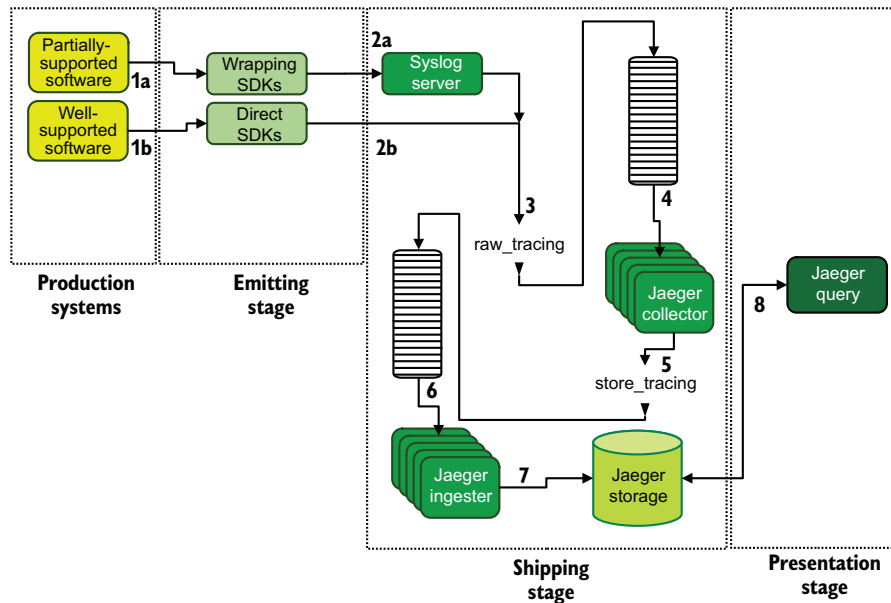 Partially-
supported
software
1a
Wrapping
SDKs
2a
Syslog
server
Well-
supported
software
1b
Direct
SDKs
2b
3
raw_tracing
4
Jaeger
collector
5
store_tracing
6
Jaeger
ingester
7
Jaeger
storage
8
Jaeger
query
Production
systems
Emitting
stage
Shipping
stage
Presentation
stage